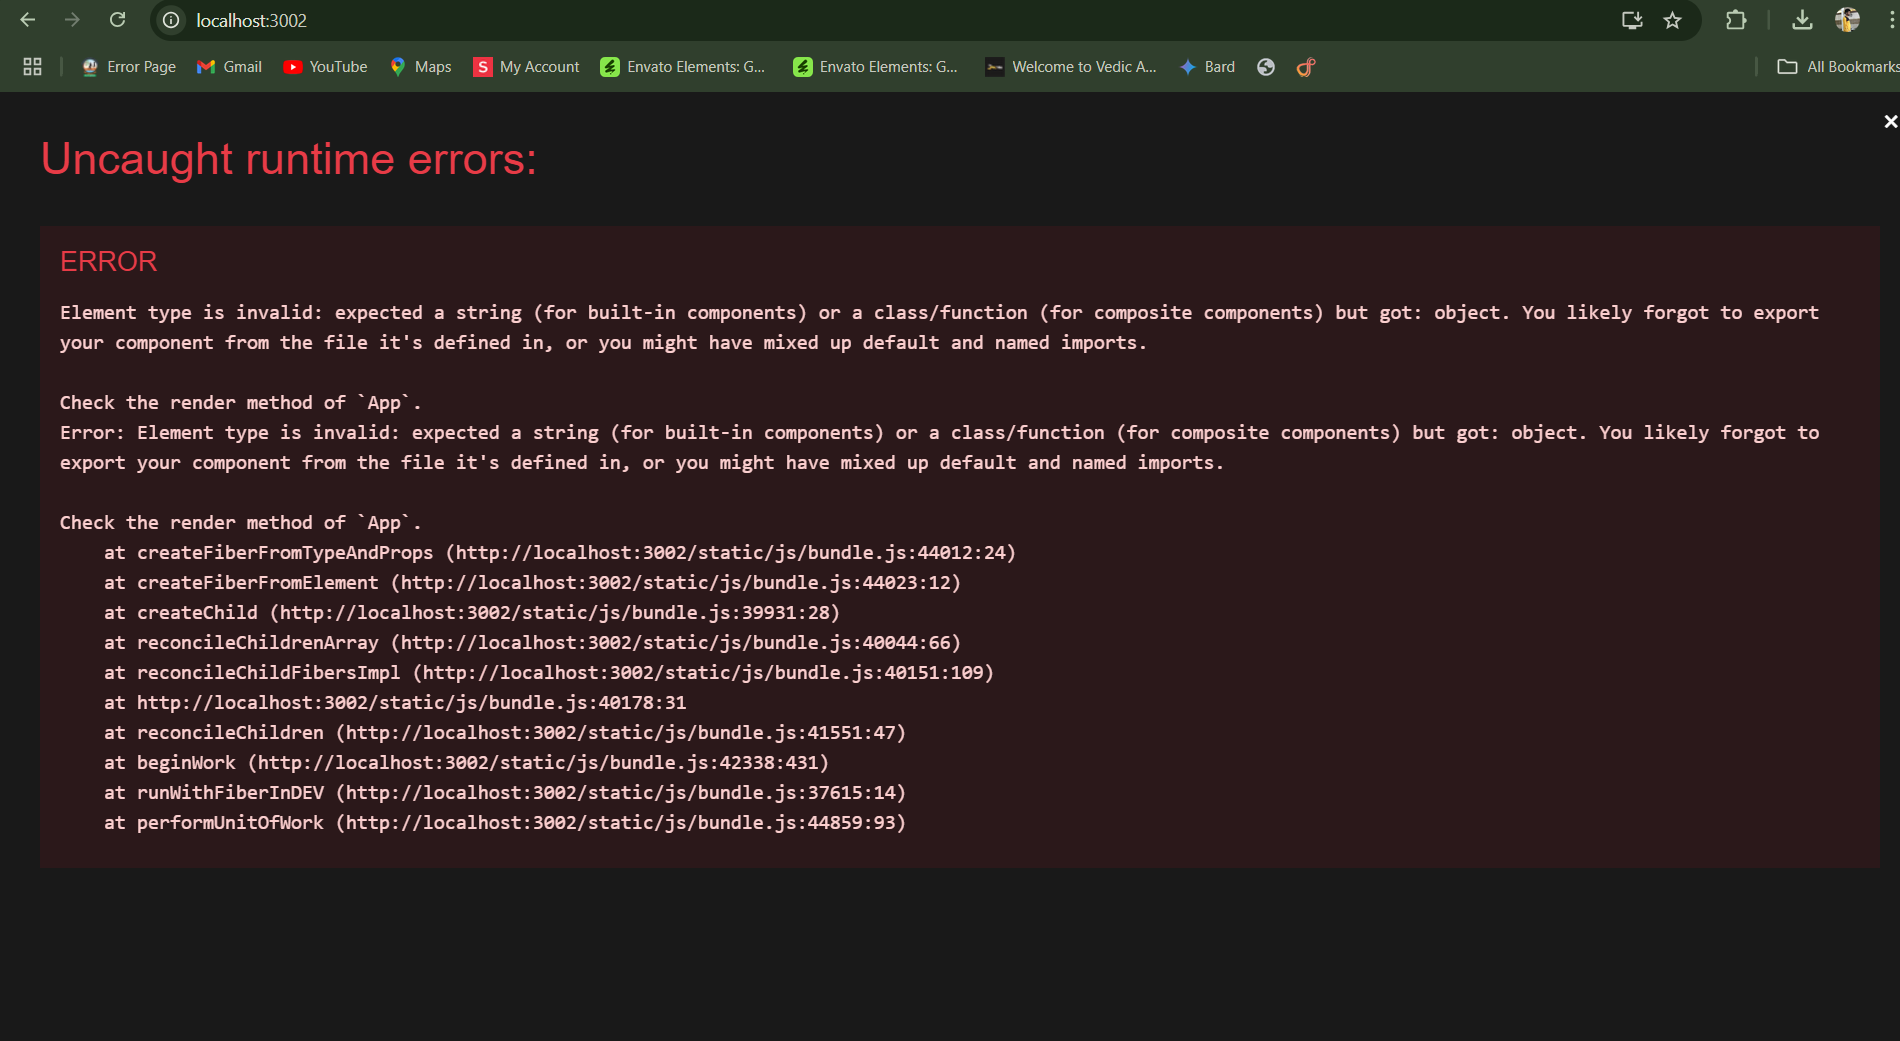 localhost:3002
Error Page
Gmail
YouTube
Maps
S My Account
Envato Elements: G...
Envato Elements: G...
Welcome to Vedic A...
Bard
All Bookmarks
Uncaught runtime errors:
ERROR
Element type is invalid: expected a string (for built-in components) or a class/function (for composite components) but got: object. You likely forgot to export
your component from the file it's defined in, or you might have mixed up default and named imports.
Check the render method of `App`.
Error: Element type is invalid: expected a string (for built-in components) or a class/function (for composite components) but got: object. You likely forgot to
export your component from the file it's defined in, or you might have mixed up default and named imports.
Check the render method of `App`.
at createFiberFromTypeAndProps (http://localhost:3002/static/js/bundle.js:44012:24)
at createFiberFromElement (http://localhost:3002/static/js/bundle.js:44023:12)
at createChild (http://localhost:3002/static/js/bundle.js:39931:28)
at reconcileChildrenArray (http://localhost:3002/static/js/bundle.js:40044:66)
at reconcileChildFibersImpl (http://localhost:3002/static/js/bundle.js:40151:109)
at http://localhost:3002/static/js/bundle.js:40178:31
at reconcileChildren (http://localhost:3002/static/js/bundle.js:41551:47)
at beginWork (http://localhost:3002/static/js/bundle.js:42338:431)
at runWithFiberInDEV (http://localhost:3002/static/js/bundle.js:37615:14)
at performUnitOfWork (http://localhost:3002/static/js/bundle.js:44859:93)